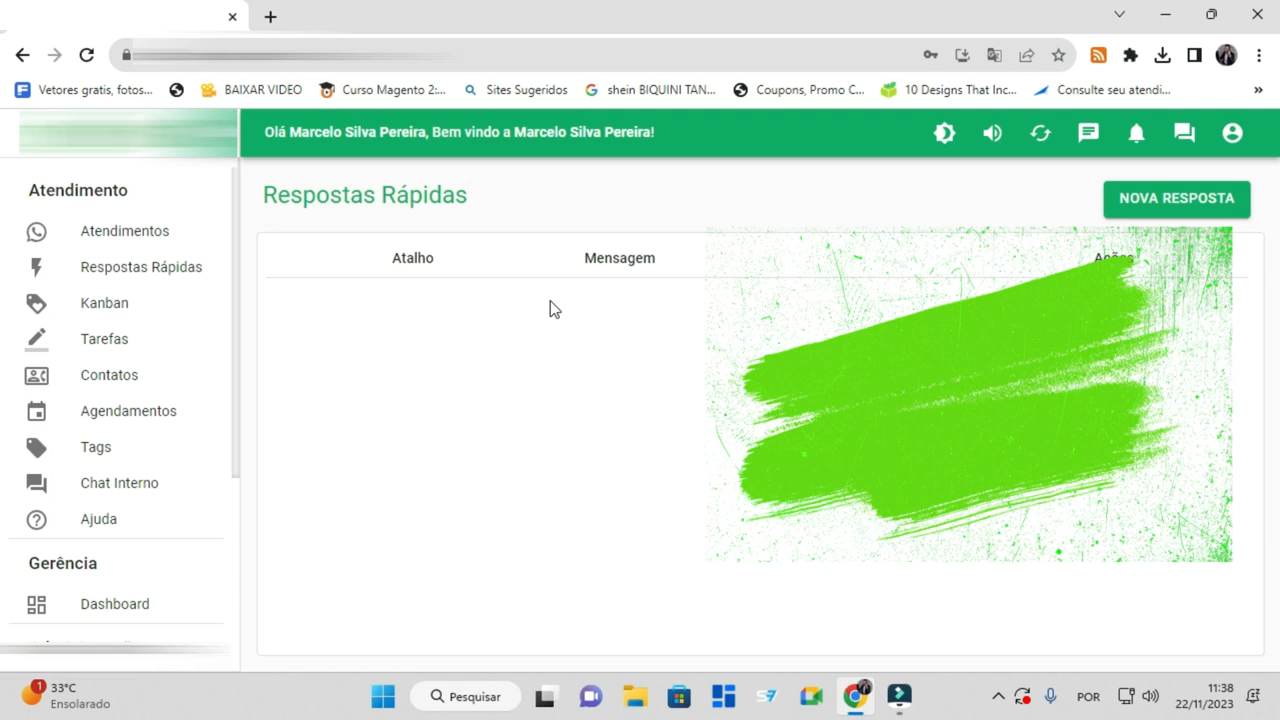 Vetores gratis, fotos...
BAIXAR VIDEO
Curso Magento 2:...
Sites Sugeridos
shein BIQUINI TAN...
Coupons, Promo C...
10 Designs That Inc...
Consulte seu atendi...
»
Olá Marcelo Silva Pereira, Bem vindo a Marcelo Silva Pereira!
Atendimento
Atendimentos
Respostas Rápidas
Kanban
Tarefas
Contatos
Agendamentos
Tags
Chat Interno
Ajuda
Gerência
Dashboard
Respostas Rápidas
NOVA RESPOSTA
Atalho
Mensagem
Ações
1
33°C
Ensolarado
Pesquisar
POR
11:38
22/11/2023